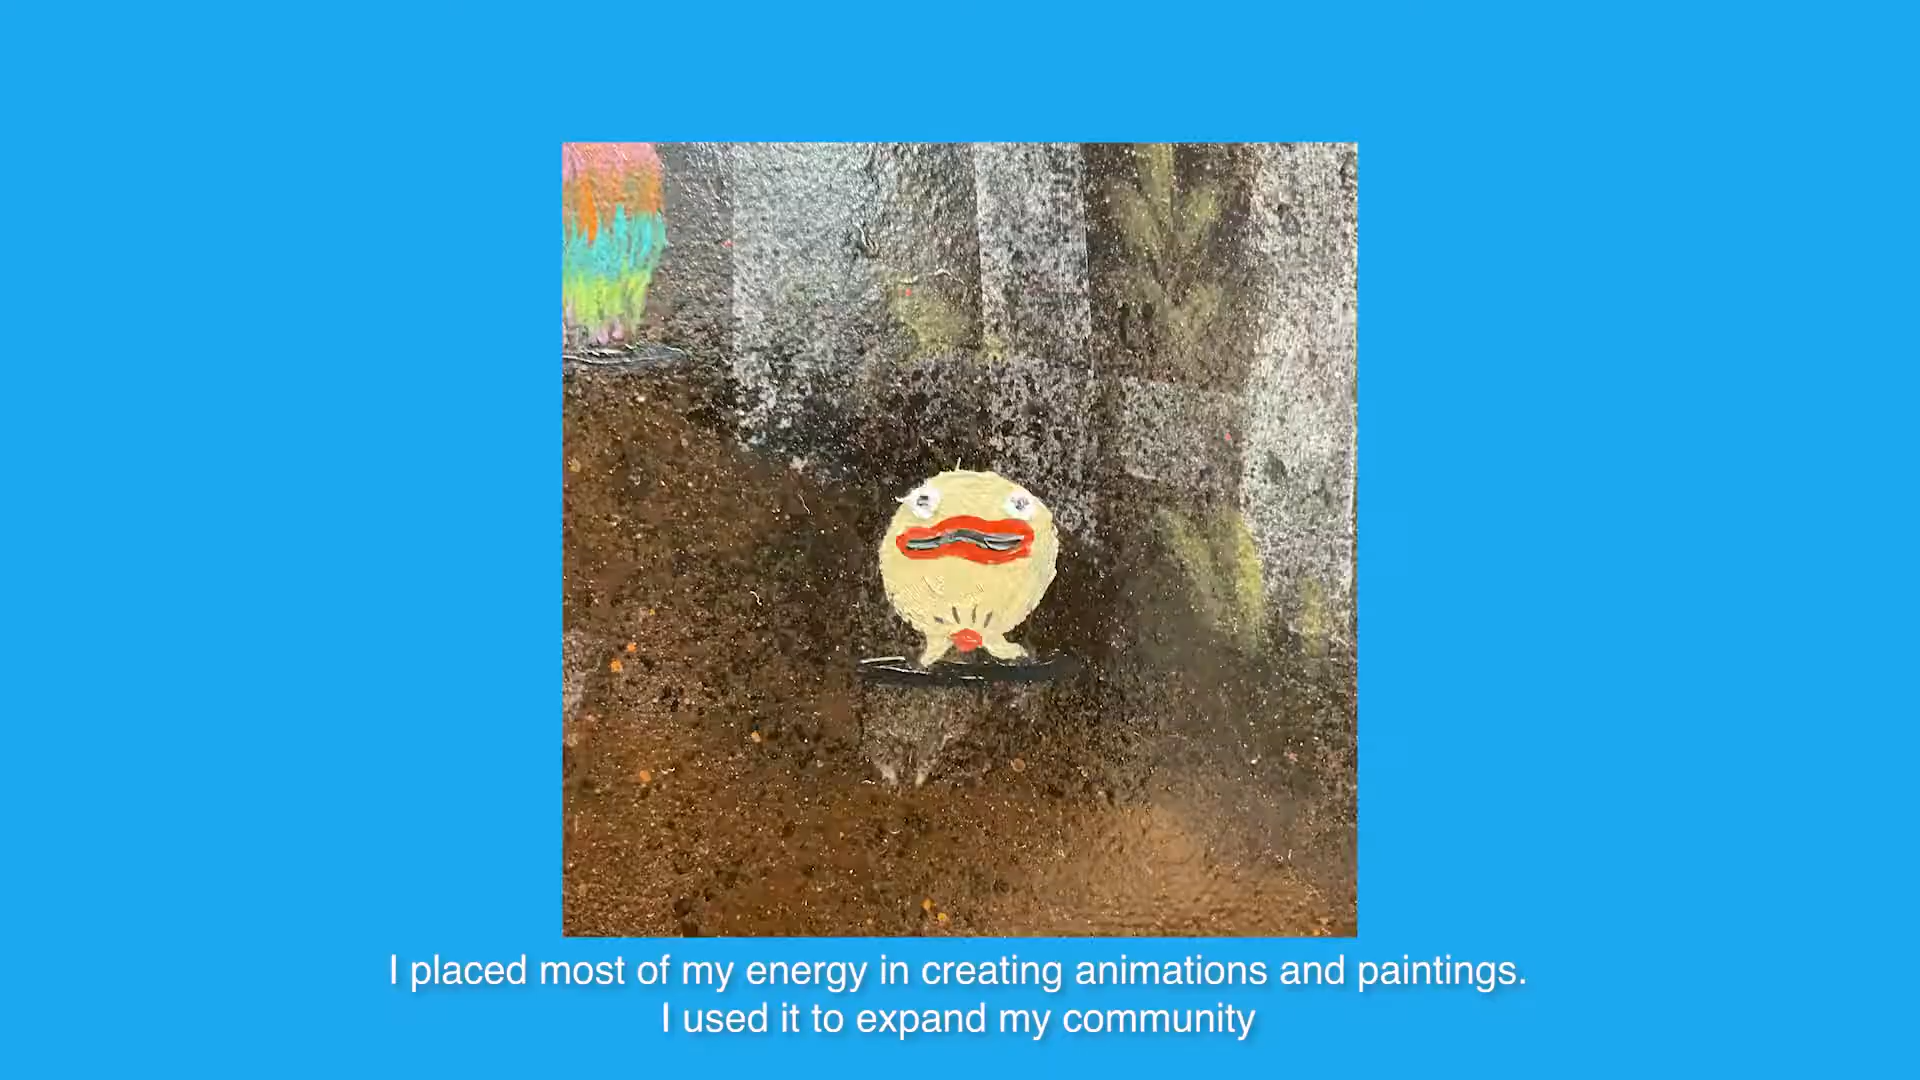 I placed most of my energy in creating animations and paintings.
I used it to expand my community